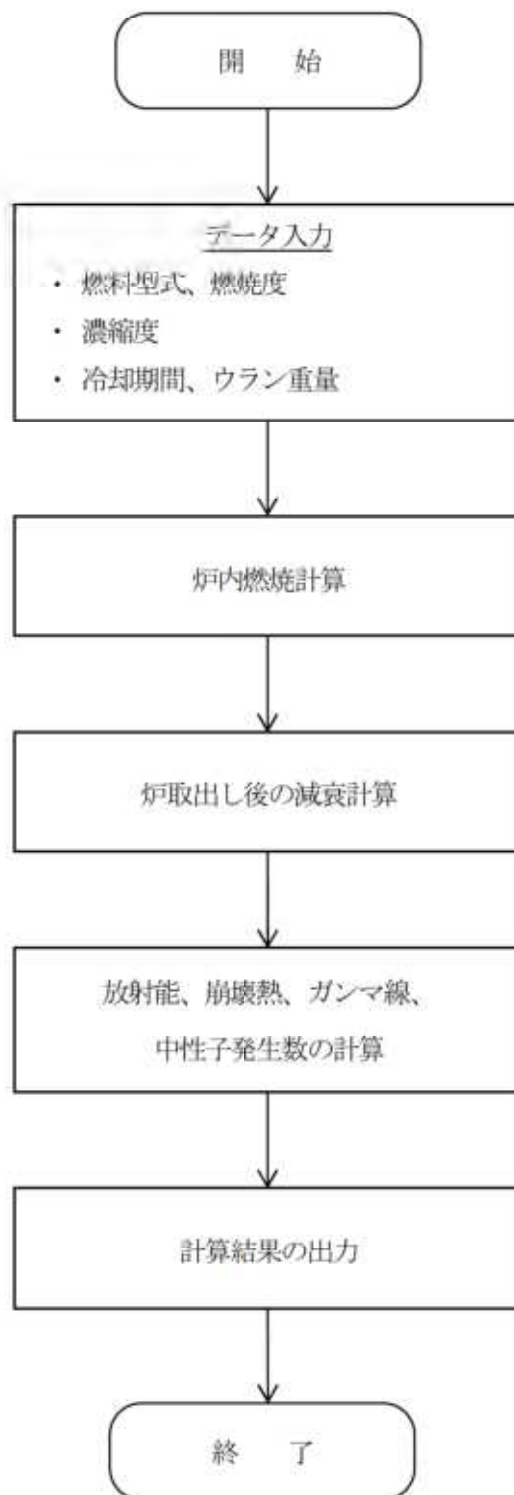 開　始
データ入力
・ 燃料型式、燃焼度
・ 濃縮度
・ 冷却期間、ウラン重量
炉内燃焼計算
炉取出し後の減衰計算
放射能、崩壊熱、ガンマ線、
中性子発生数の計算
計算結果の出力
終　了